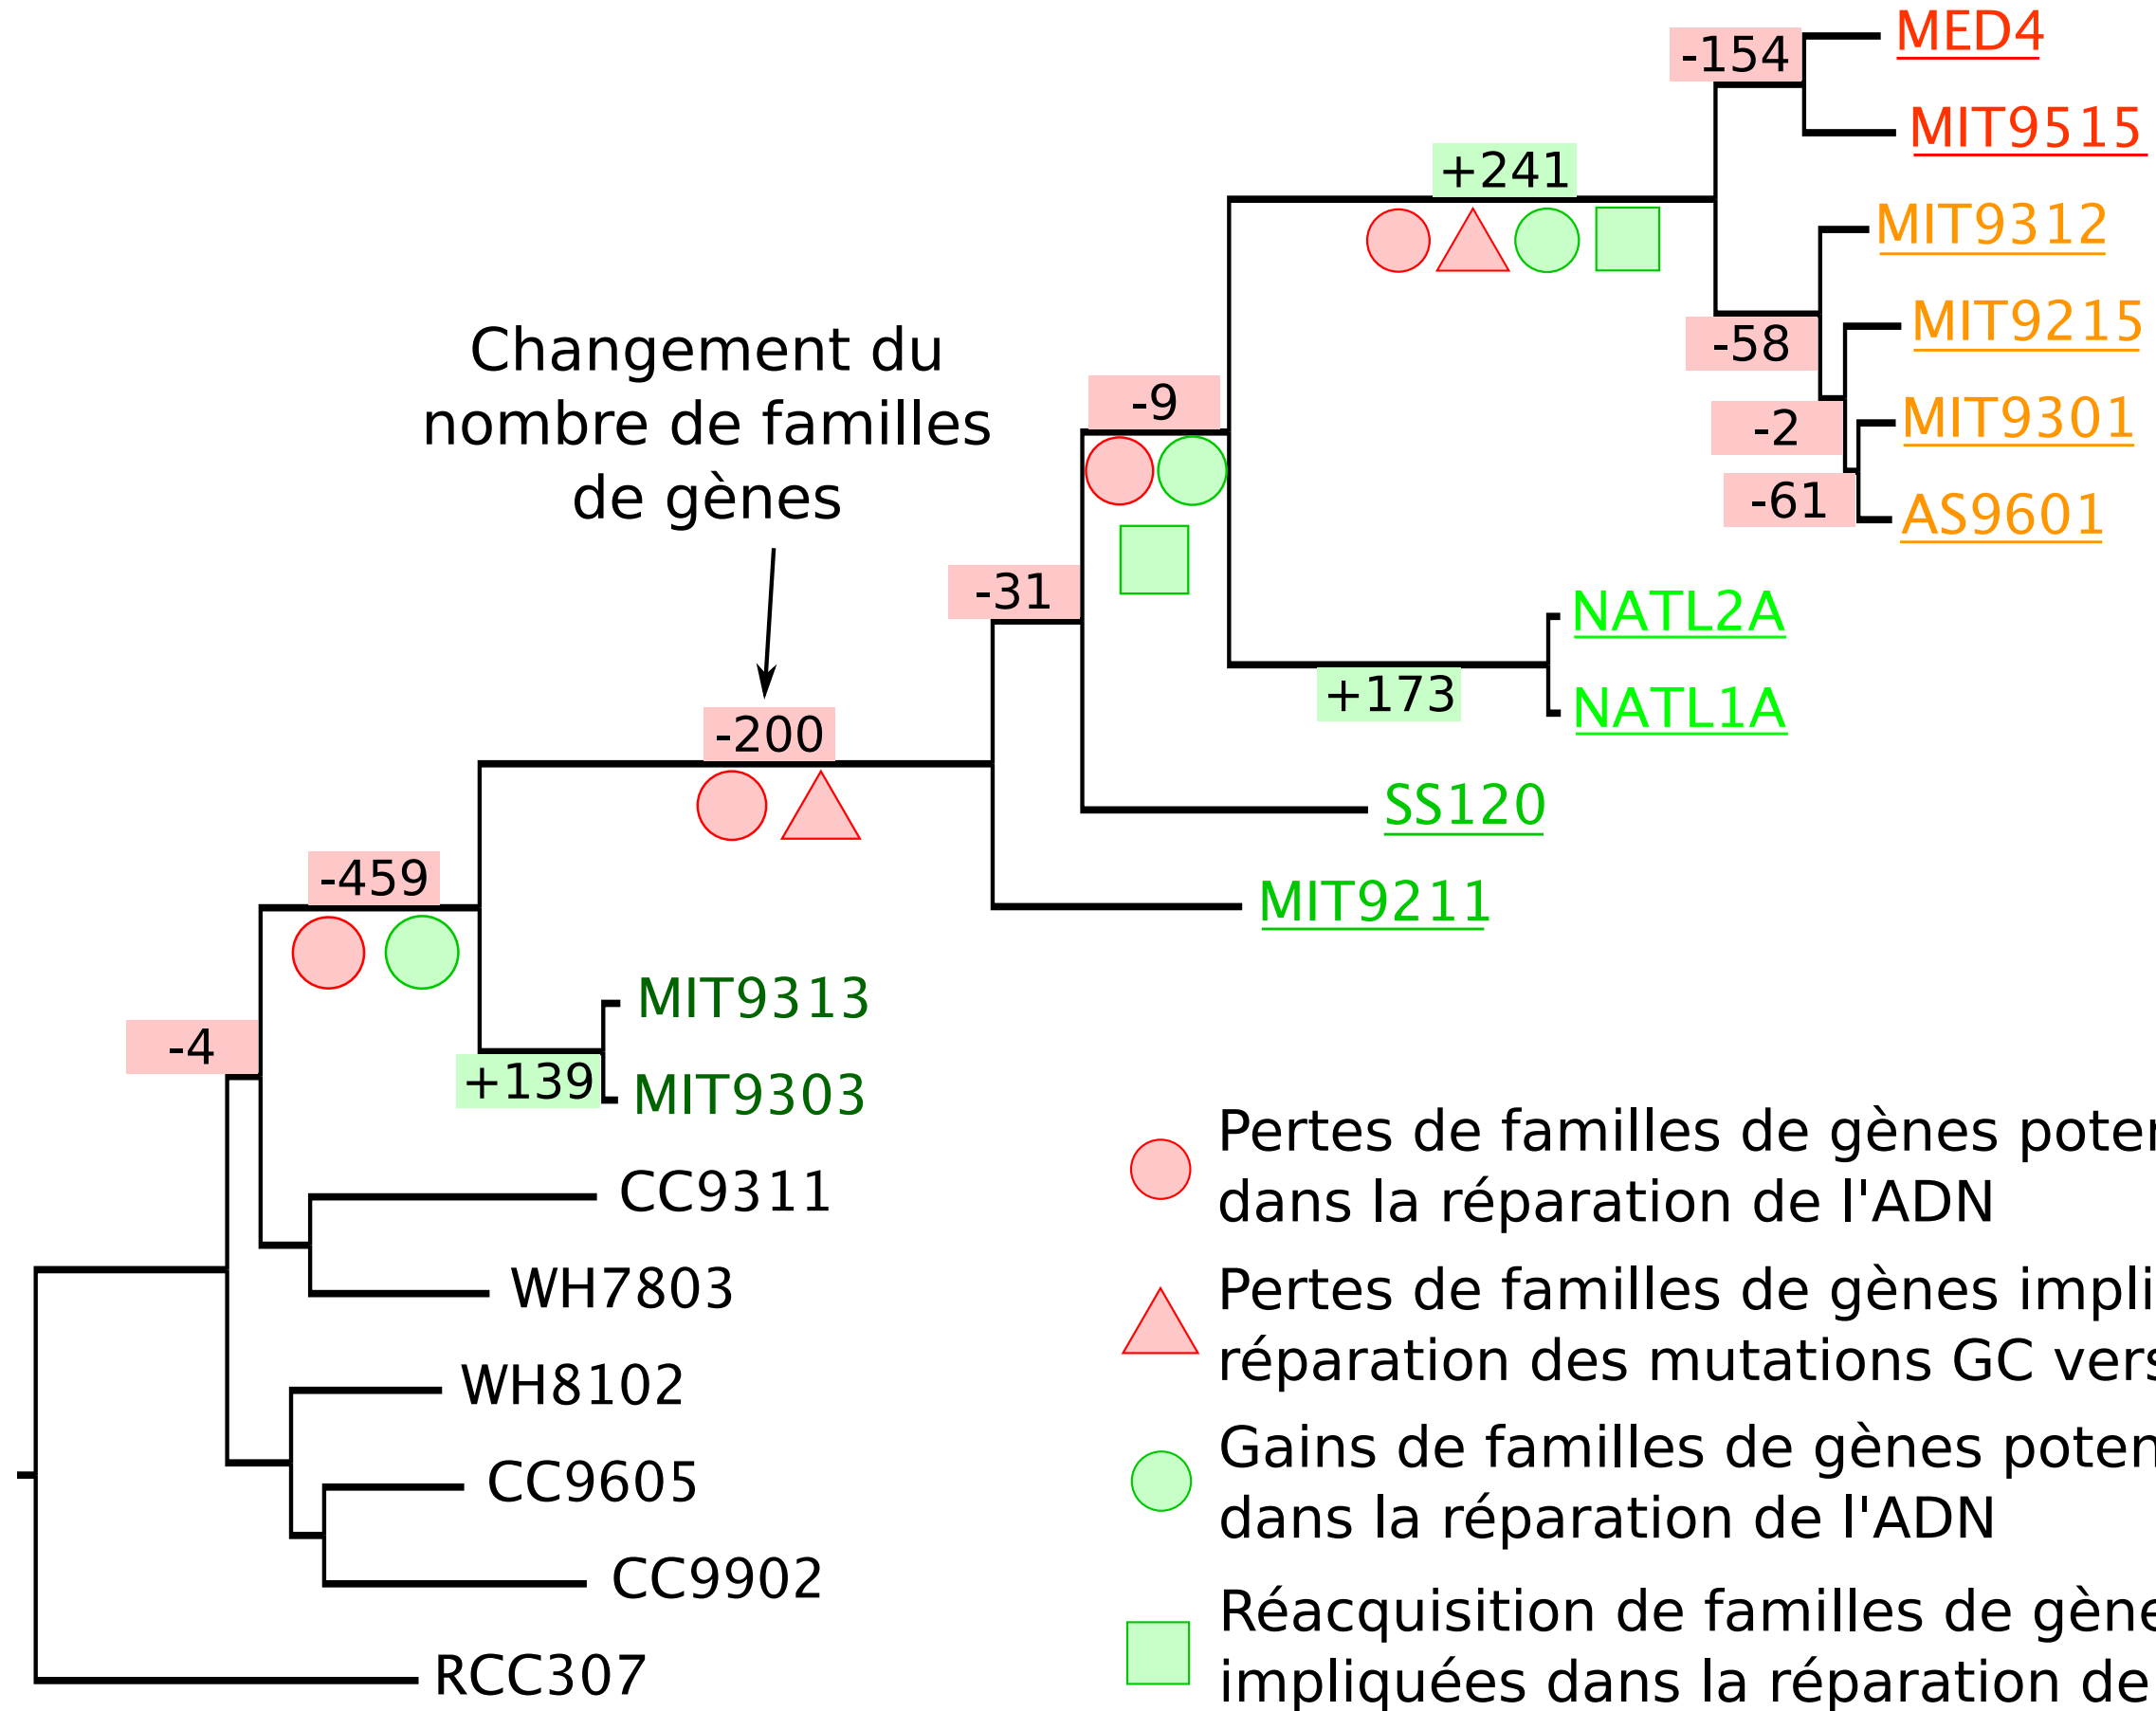 MED4
-154
MIT9515
+241
MIT9312
MIT9215
-58
Changement du
nombre de familles
de gènes
-9
-2
MIT9301
-61
AS9601
-31
NATL2A
+173
NATL1A
-200
SS120
-459
MIT9211
MIT9313
-4
+139
MIT9303
Pertes de familles de gènes
dans la réparation de l'ADN
CC9311
WH7803
Pertes de familles de gènes
réparation des mutations GC vers
WH8102
Gains de familles de gènes
dans la réparation de l'ADN
CC9605
CC9902
Réacquisition de familles de
impliquées dans la réparation de
RCC307